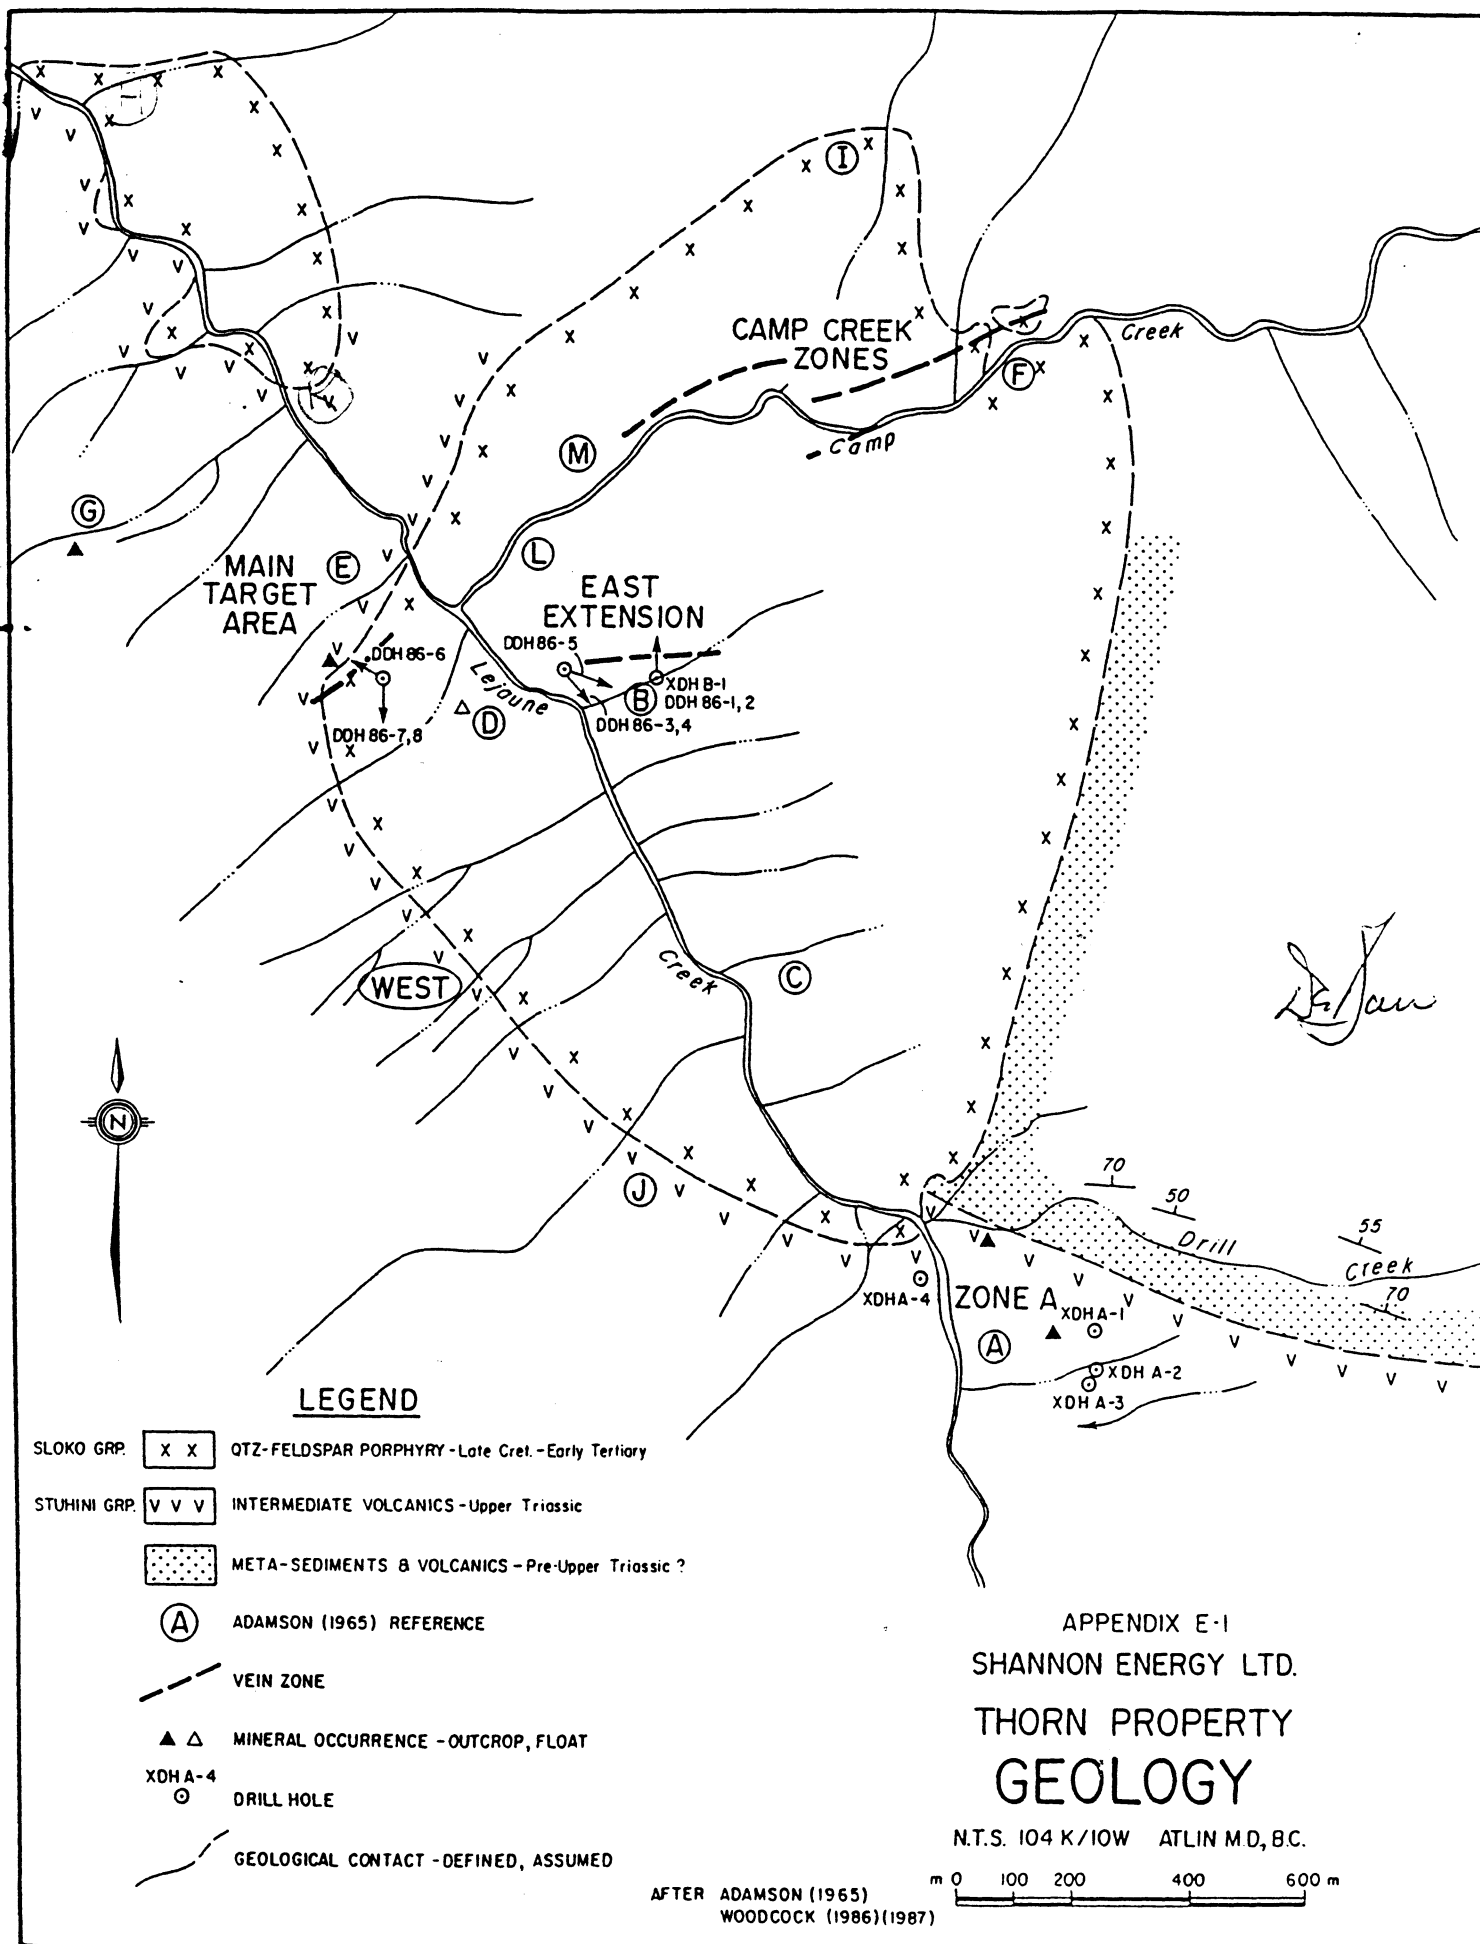 H
I
CAMP CREEK
ZONES
Creek
F
K
Camp
M
G
MAIN
TARGET
AREA
E
L
EAST
EXTENSION
DDH 86-5
DDH 86-6
XDH B-1
B
DDH 86-1, 2
Lejaune
D
DDH 86-3, 4
DDH 86-7, 8
Creek
C
WEST
N
J
70
50
55
Drill
Creek
70
XDH A-4
ZONE A
XDH A-1
A
XDH A-2
XDH A-3
LEGEND
SLOKO GRP. X X QTZ-FELDSPAR PORPHYRY - Late Cret. - Early Tertiary
STUHINI GRP. V V V INTERMEDIATE VOLCANICS - Upper Triassic
META-SEDIMENTS & VOLCANICS - Pre-Upper Triassic ?
A ADAMSON (1965) REFERENCE
VEIN ZONE
MINERAL OCCURRENCE - OUTCROP, FLOAT
XDH A-4
DRILL HOLE
GEOLOGICAL CONTACT - DEFINED, ASSUMED
APPENDIX E-1
SHANNON ENERGY LTD.
THORN PROPERTY
GEOLOGY
N.T.S. 104 K/10W ATLIN M.D., B.C.
m 0 100 200 400 600 m
AFTER ADAMSON (1965)
WOODCOCK (1986)(1987)